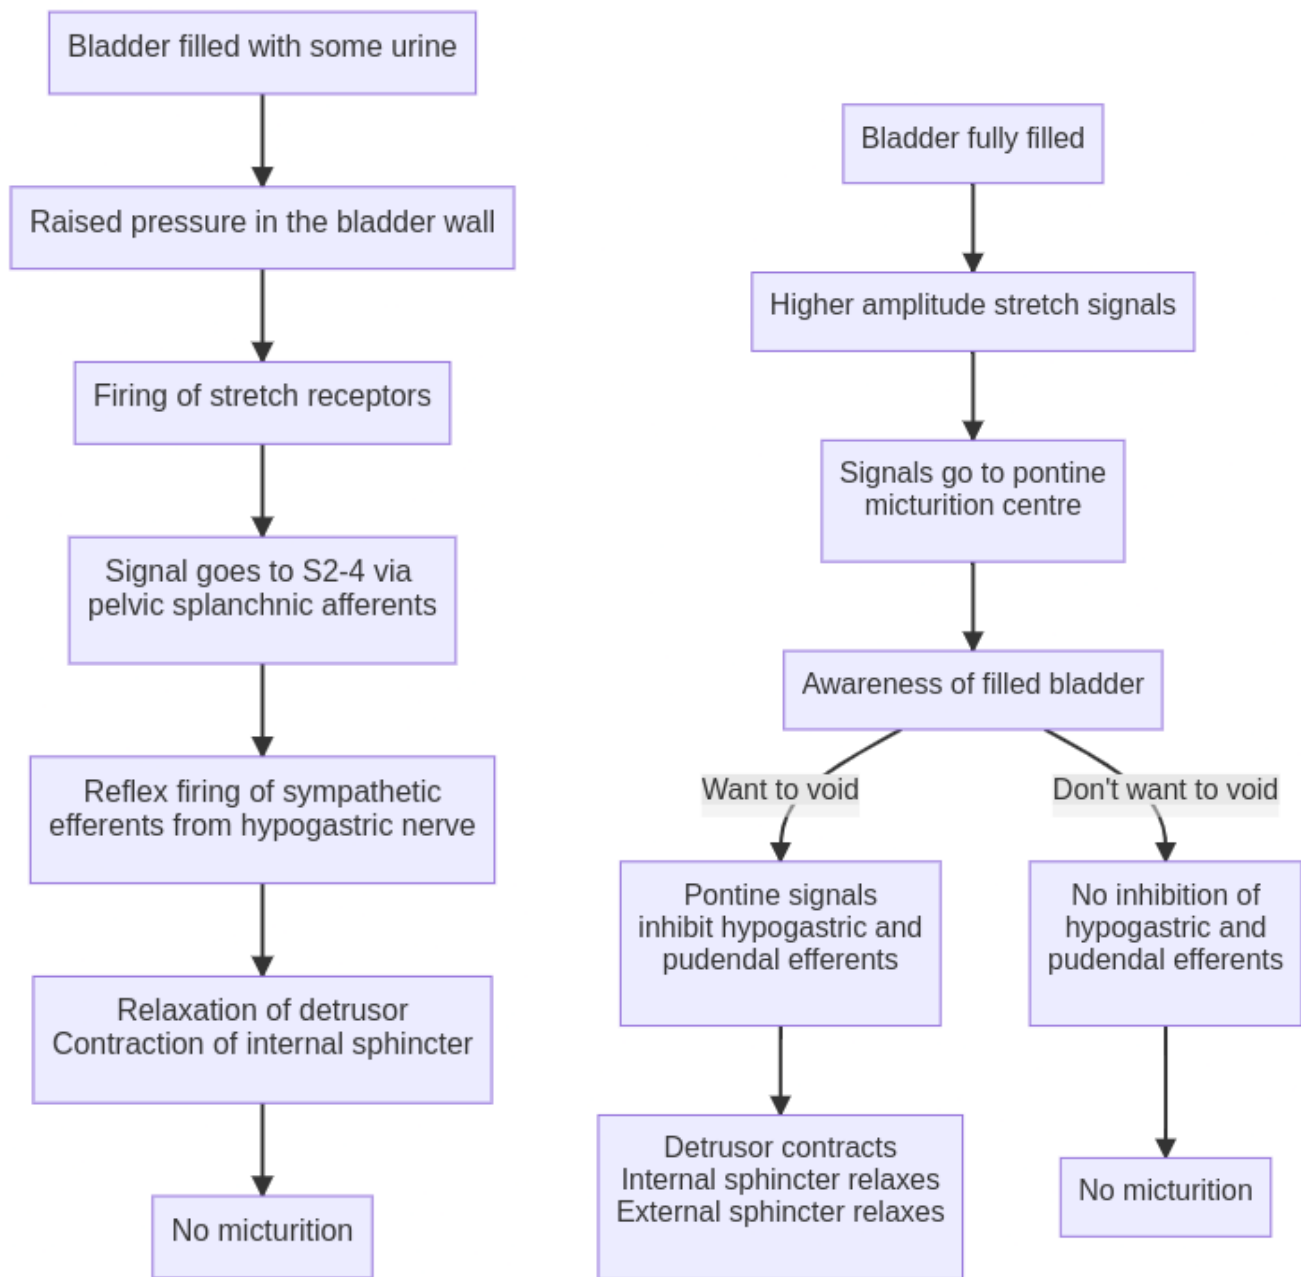 Bladder filled with some urine
Raised pressure in the bladder wall
Firing of stretch receptors
Signal goes to S2-4 via
pelvic splanchnic afferents
Reflex firing of sympathetic
efferents from hypogastric nerve
Relaxation of detrusor
Contraction of internal sphincter
No micturition
Bladder fully filled
Higher amplitude stretch signals
Signals go to pontine
micturition centre
Awareness of filled bladder
Want to void
Don't want to void
Pontine signals
inhibit hypogastric and
pudendal efferents
No inhibition of
hypogastric and
pudendal efferents
Detrusor contracts
Internal sphincter relaxes
External sphincter relaxes
No micturition